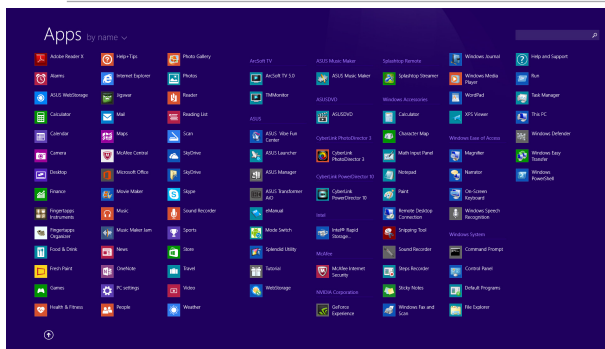 Apps by name
Adobe Reader X
Alarms
ASUS WebStorage
Calculator
Calendar
Camera
Desktop
Finance
Fingertapps Instruments
Fingertapps Organizer
Food & Drink
Fresh Paint
Games
Health & Fitness
Help+Tips
Internet Explorer
Jigswar
Mail
Maps
McAfee Central
Microsoft Office
Movie Maker
Music
Music Maker Jam
News
OneNote
PC settings
People
Photo Gallery
Photos
Reader
Reading List
Scan
SkyDrive
SkyDrive
Skype
Sound Recorder
Sports
Store
Travel
Video
Weather
ArcSoft TV
ArcSoft TV 5.0
TMMonitor
ASUS
ASUS Vibe Fun
Center
ASUS Launcher
ASUS Manager
ASUS Transformer
AiO
eManual
Mode Switch
Splendid Utility
Tutorial
WebStorage
ASUS Music Maker
ASUS Music Maker
ASUSDVD
ASUSDVD
CyberLink PhotoDirector 3
CyberLink
PhotoDirector 3
CyberLink PowerDirector 10
CyberLink
PowerDirector 10
Intel
Intel® Rapid
Storage...
McAfee
McAfee Internet
Security
NVIDIA Corporation
GeForce
Experience
Splashtop Remote
Splashtop Streamer
Windows Accessories
Calculator
Character Map
Math Input Panel
Notepad
Paint
Remote Desktop
Connection
Snipping Tool
Sound Recorder
Steps Recorder
Sticky Notes
Windows Fax and
Scan
Windows Journal
Windows Media
Player
WordPad
XPS Viewer
Windows Ease of Access
Magnifier
Narrator
On-Screen
Keyboard
Windows Speech
Recognition
Windows System
Command Prompt
Control Panel
Default Programs
File Explorer
Help and Support
Run
Task Manager
This PC
Windows Defender
Windows Easy
Transfer
Windows
PowerShell